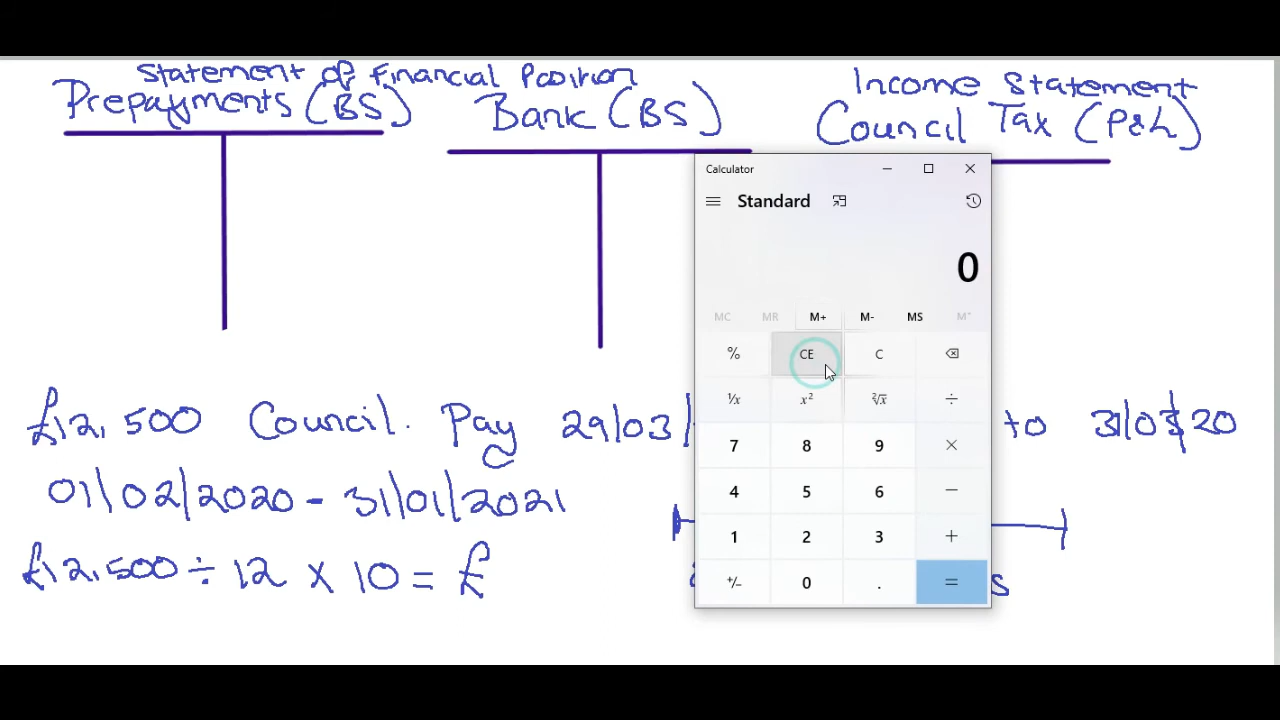 Statement of Financial Position
Prepayments (BS)
Bank (BS)
Income Statement
Council Tax (P&L)
Calculator
Standard
0
MC MR M+ M- MS
% CE C
¹/x x² ²√x ÷
7 8 9 ×
4 5 6 −
1 2 3 +
+/− 0 . =
£12,500 Council. Pay 29/03/ to 31/03/20
01/02/2020 - 31/01/2021
£12,500 ÷ 12 x 10 = £
s